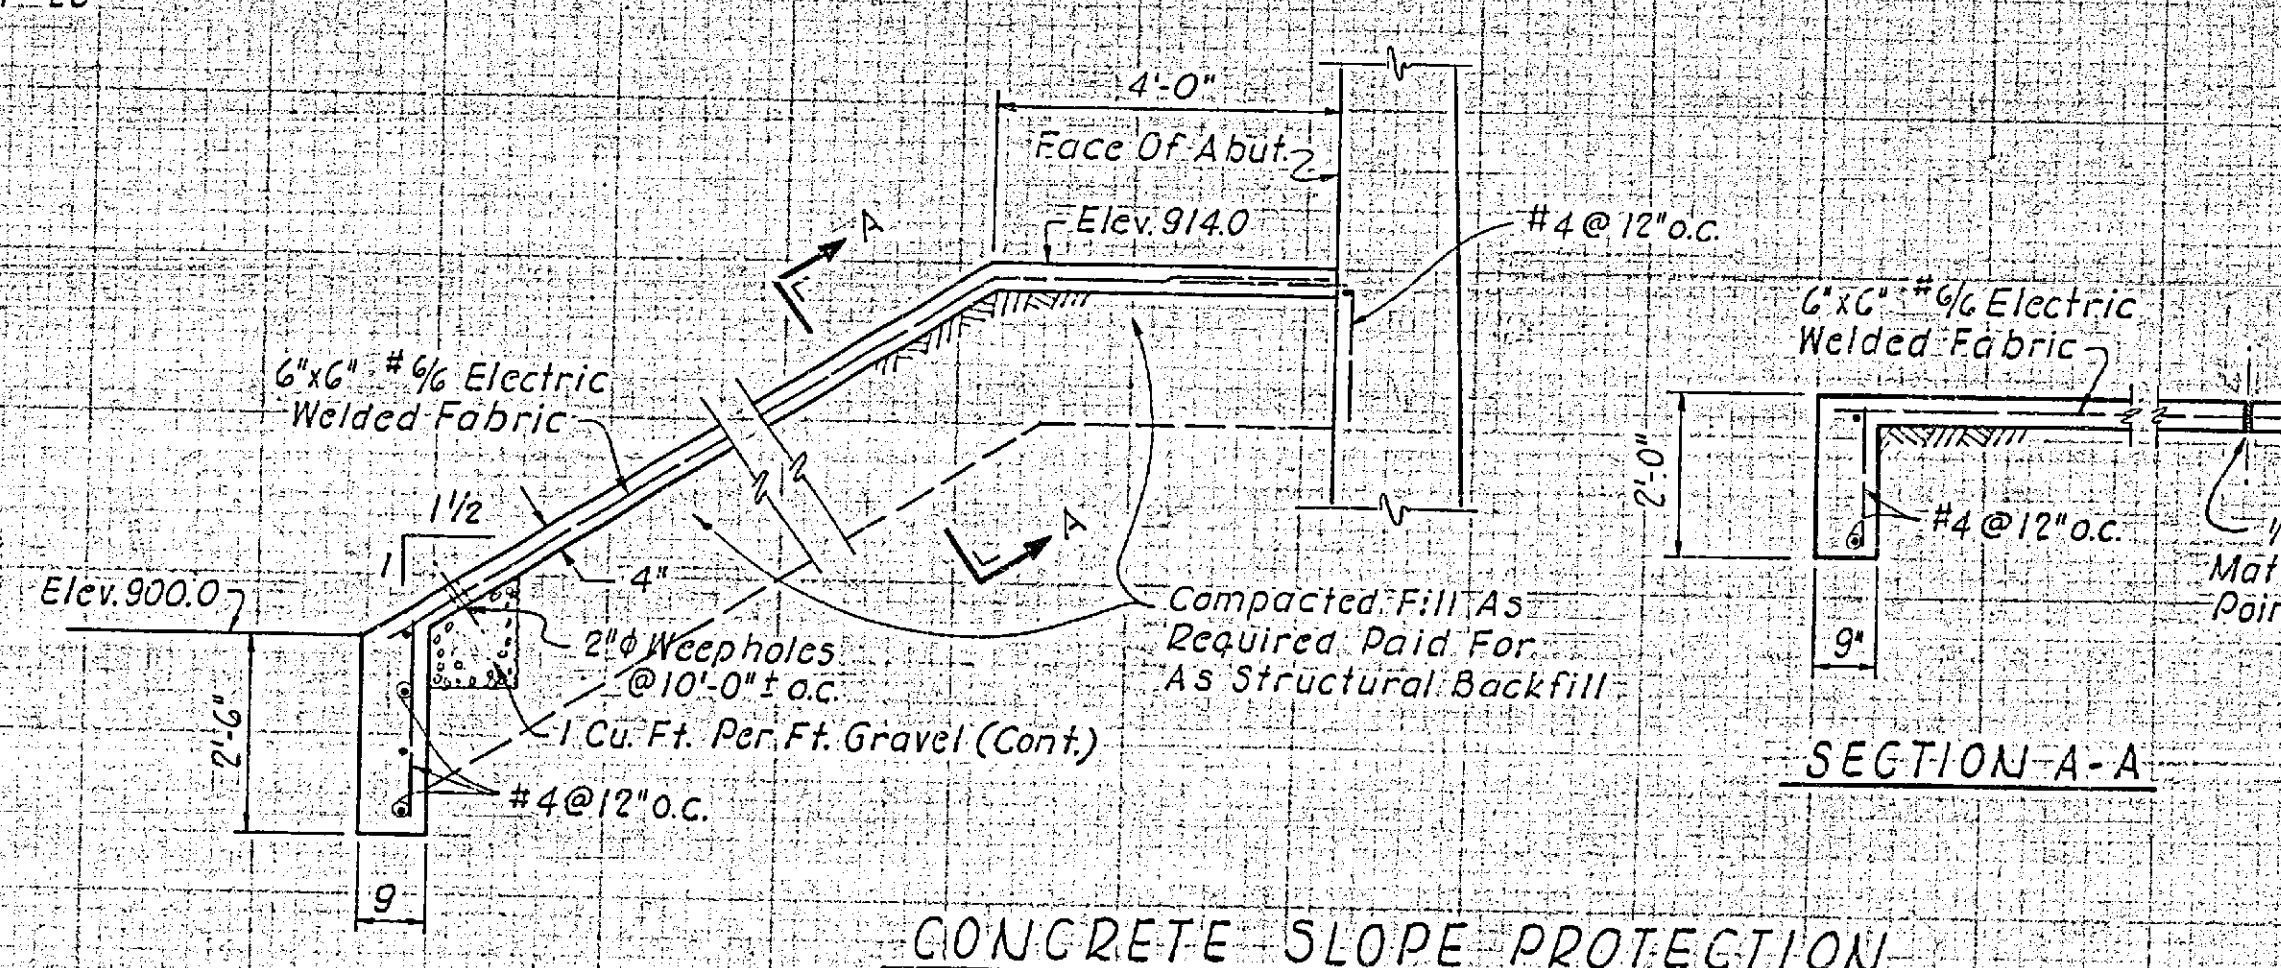 4'-0"
Face Of Abut.
Elev. 914.0
A
#4 @ 12" o.c.
6"x6" #6/6 Electric
Welded Fabric
6"x6" #6/6 Electric
Welded Fabric
1 1/2
1
4"
A
2'-0"
#4 @ 12" o.c.
Elev. 900.0
Compacted Fill As
Required Paid For
As Structural Backfill
2"ϕ Weepholes
@ 10'-0" ± o.c.
9"
2'-6"
1 Cu. Ft. Per Ft. Gravel (Cont.)
#4 @ 12" o.c.
SECTION A-A
9
CONCRETE SLOPE PROTECTION